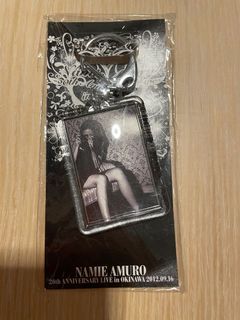 NAMIE AMURO
20th ANNIVERSARY LIVE in OKINAWA 2012.09.16